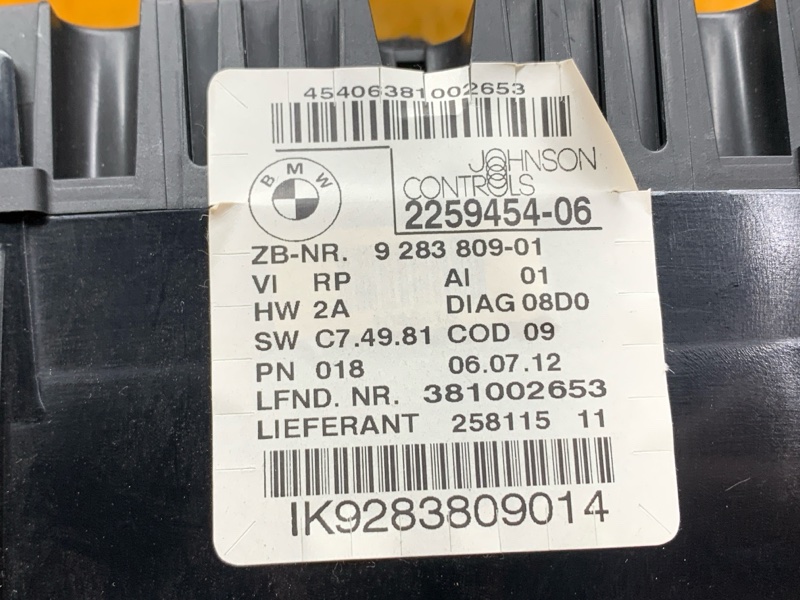 45406381002653
BMW
JOHNSON
CONTROLS
2259454-06
ZB-NR. 9 283 809-01
VI RP AI 01
HW 2A DIAG 08D0
SW C7.49.81 COD 09
PN 018 06.07.12
LFND. NR. 381002653
LIEFERANT 258115 11
IK9283809014